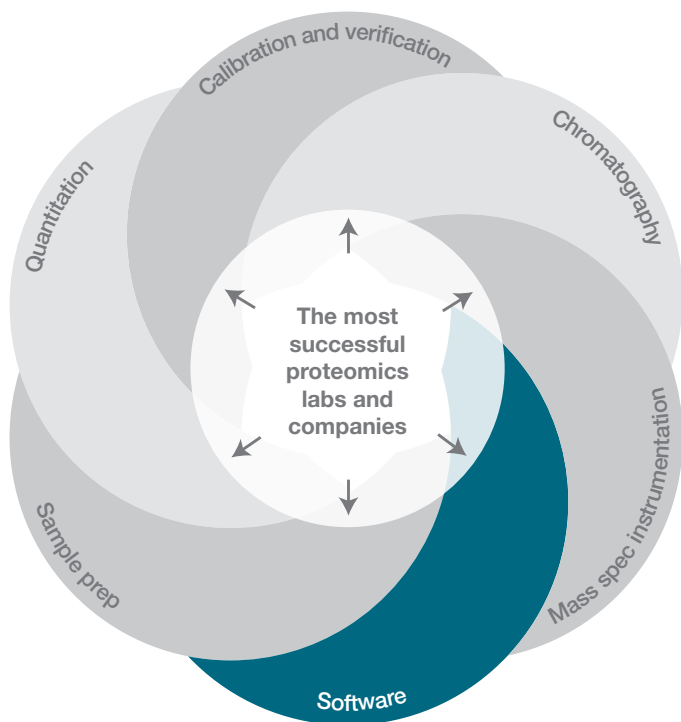 Calibration and verification
Chromatography
Quantitation
The most
successful
proteomics
labs and
companies
Mass spec instrumentation
Sample prep
Software